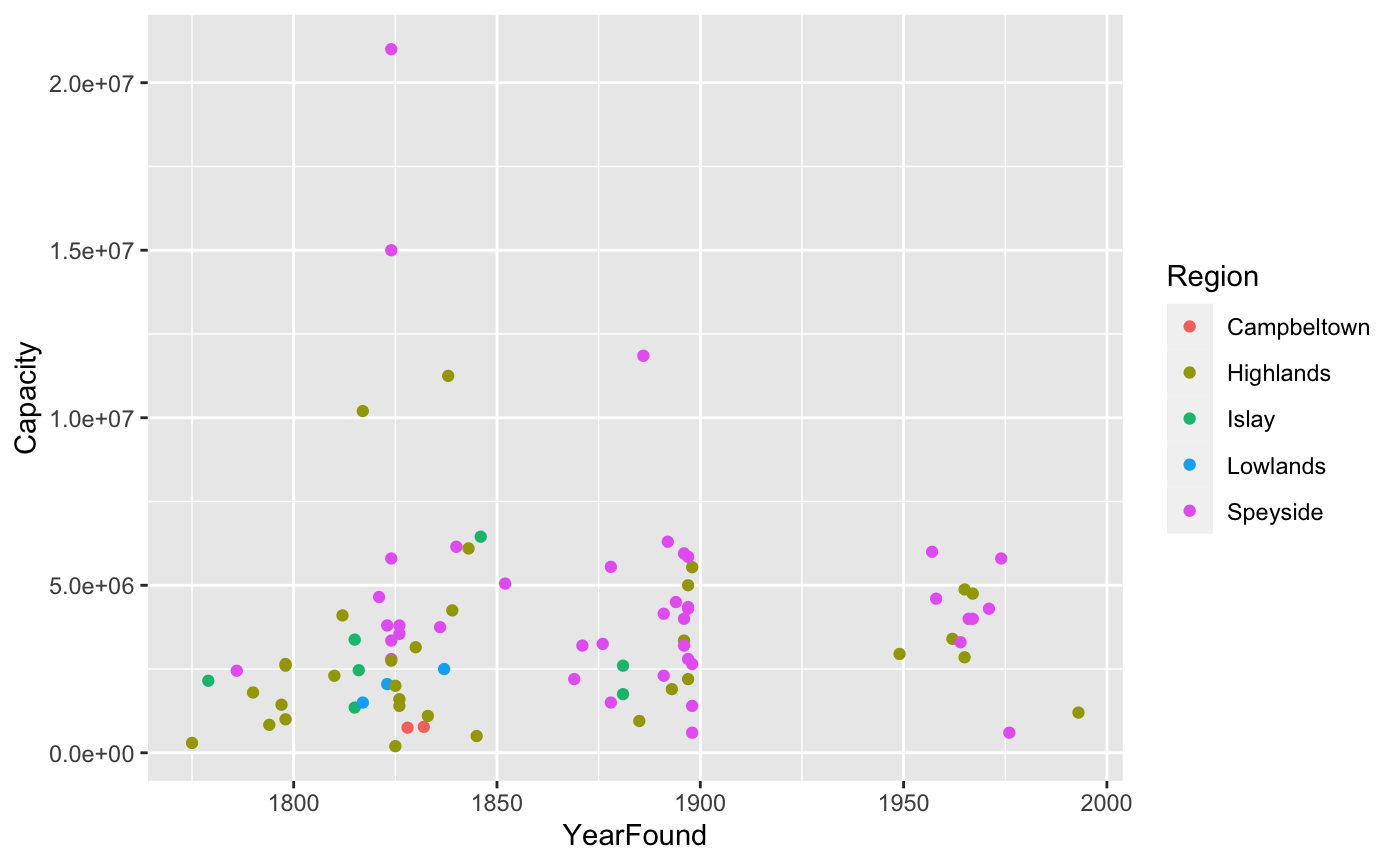 2.0e+07
1.5e+07
1.0e+07
5.0e+06
0.0e+00
Capacity
1800 1850 1900 1950 2000
YearFound
Region
Campbeltown
Highlands
Islay
Lowlands
Speyside